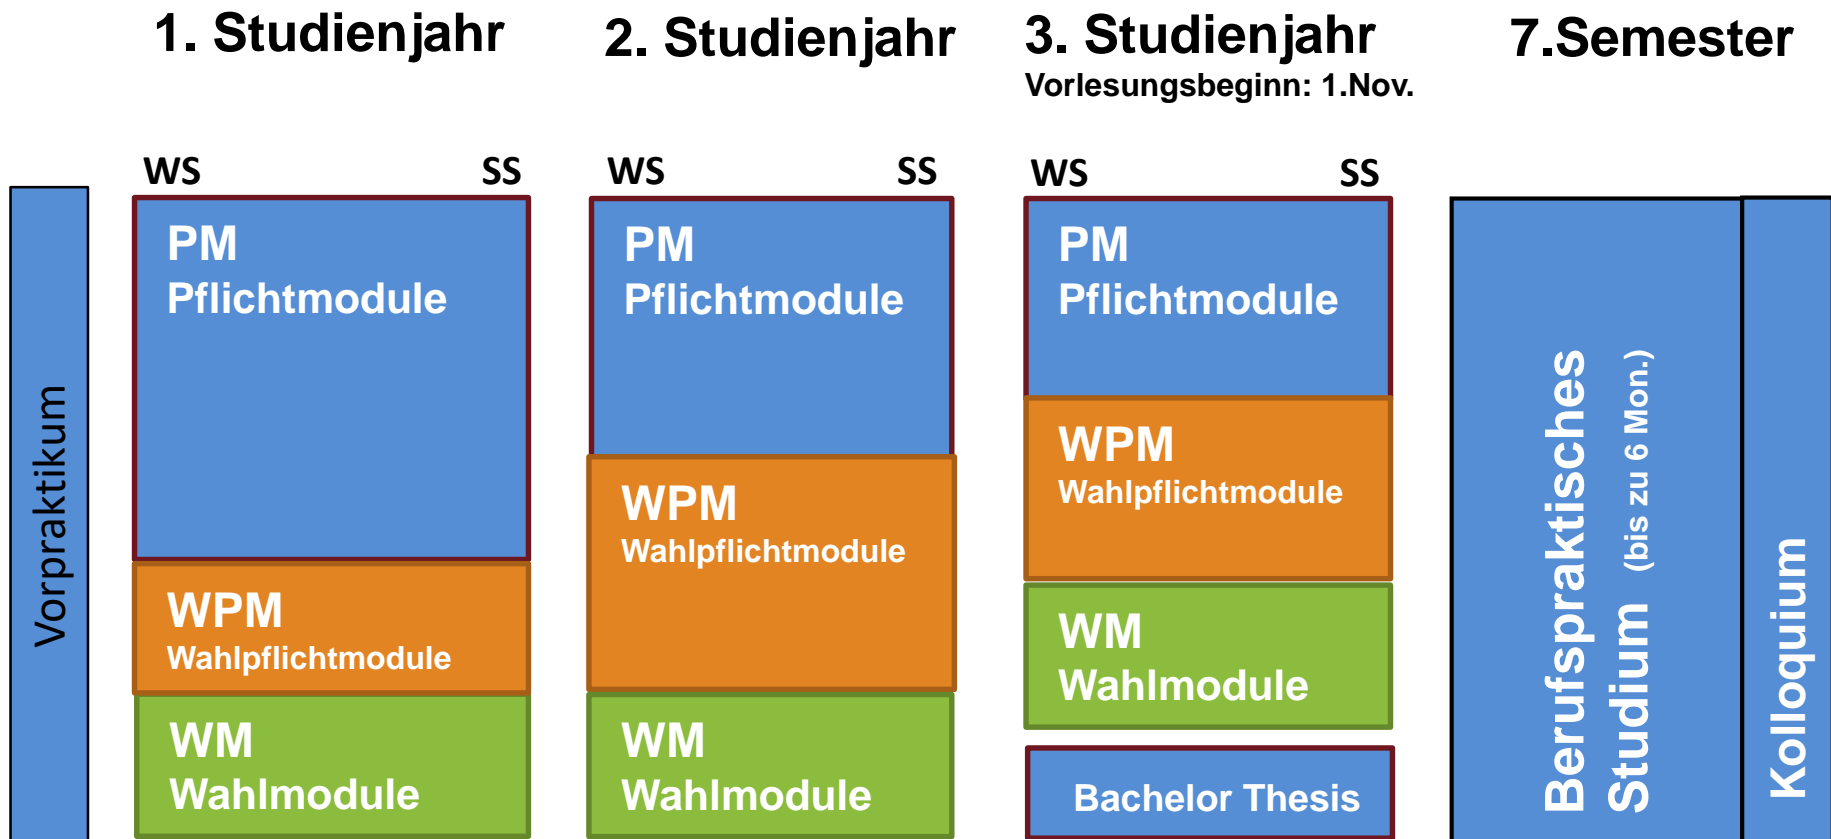 1. Studienjahr
2. Studienjahr
3. Studienjahr
Vorlesungsbeginn: 1.Nov.
7.Semester
Vorpraktikum
WS SS
PM
Pflichtmodule
WPM
Wahlpflichtmodule
WM
Wahlmodule
WS SS
PM
Pflichtmodule
WPM
Wahlpflichtmodule
WM
Wahlmodule
WS SS
PM
Pflichtmodule
WPM
Wahlpflichtmodule
WM
Wahlmodule
Bachelor Thesis
Berufspraktisches
Studium (bis zu 6 Mon.)
Kolloquium